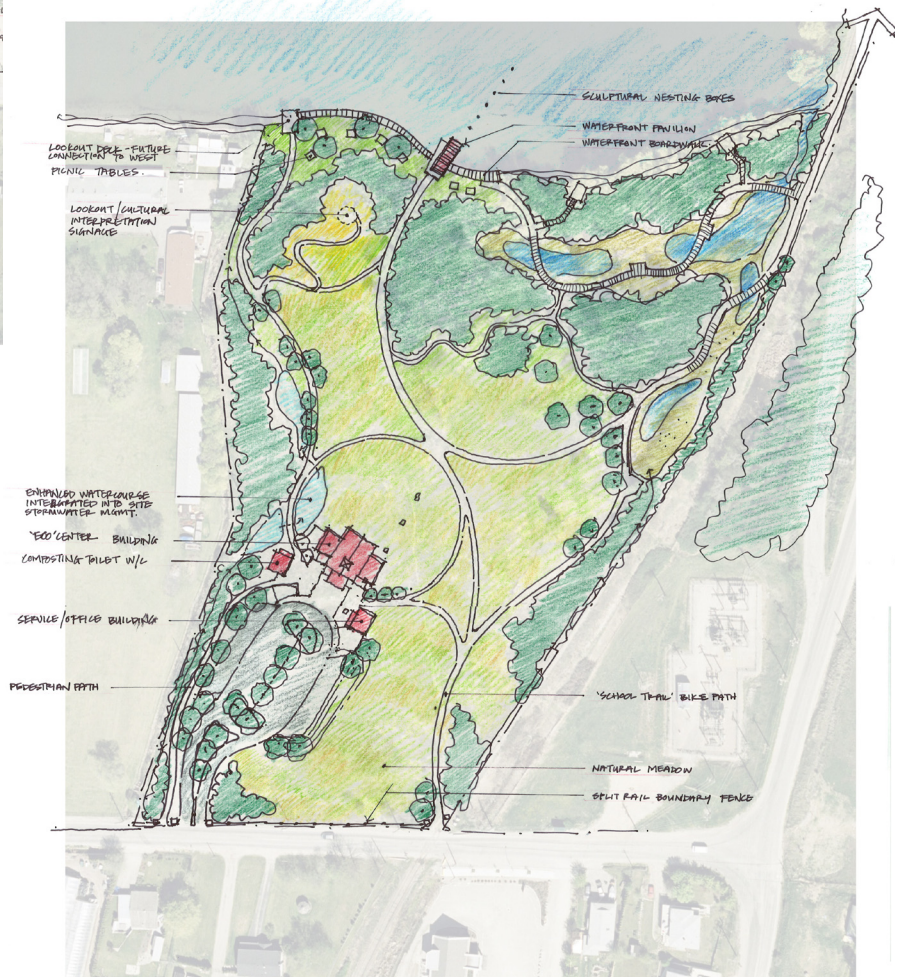 SCULPTURAL NESTING BOXES
WATERFRONT PAVILION
WATERFRONT BOARDWALK.
LOOKOUT DECK - FUTURE
CONNECTION TO WEST
PICNIC TABLES.
LOOKOUT/CULTURAL
INTERPRETATION
SIGNAGE
ENHANCED WATERCOURSE
INTEGRATED INTO SITE
STORMWATER MGMT.
'ECO' CENTER BUILDING
COMPOSTING TOILET W/C
SERVICE/OFFICE BUILDING
PEDESTRIAN PATH
'SCHOOL TRAIL' BIKE PATH
NATURAL MEADOW
SPLIT RAIL BOUNDARY FENCE